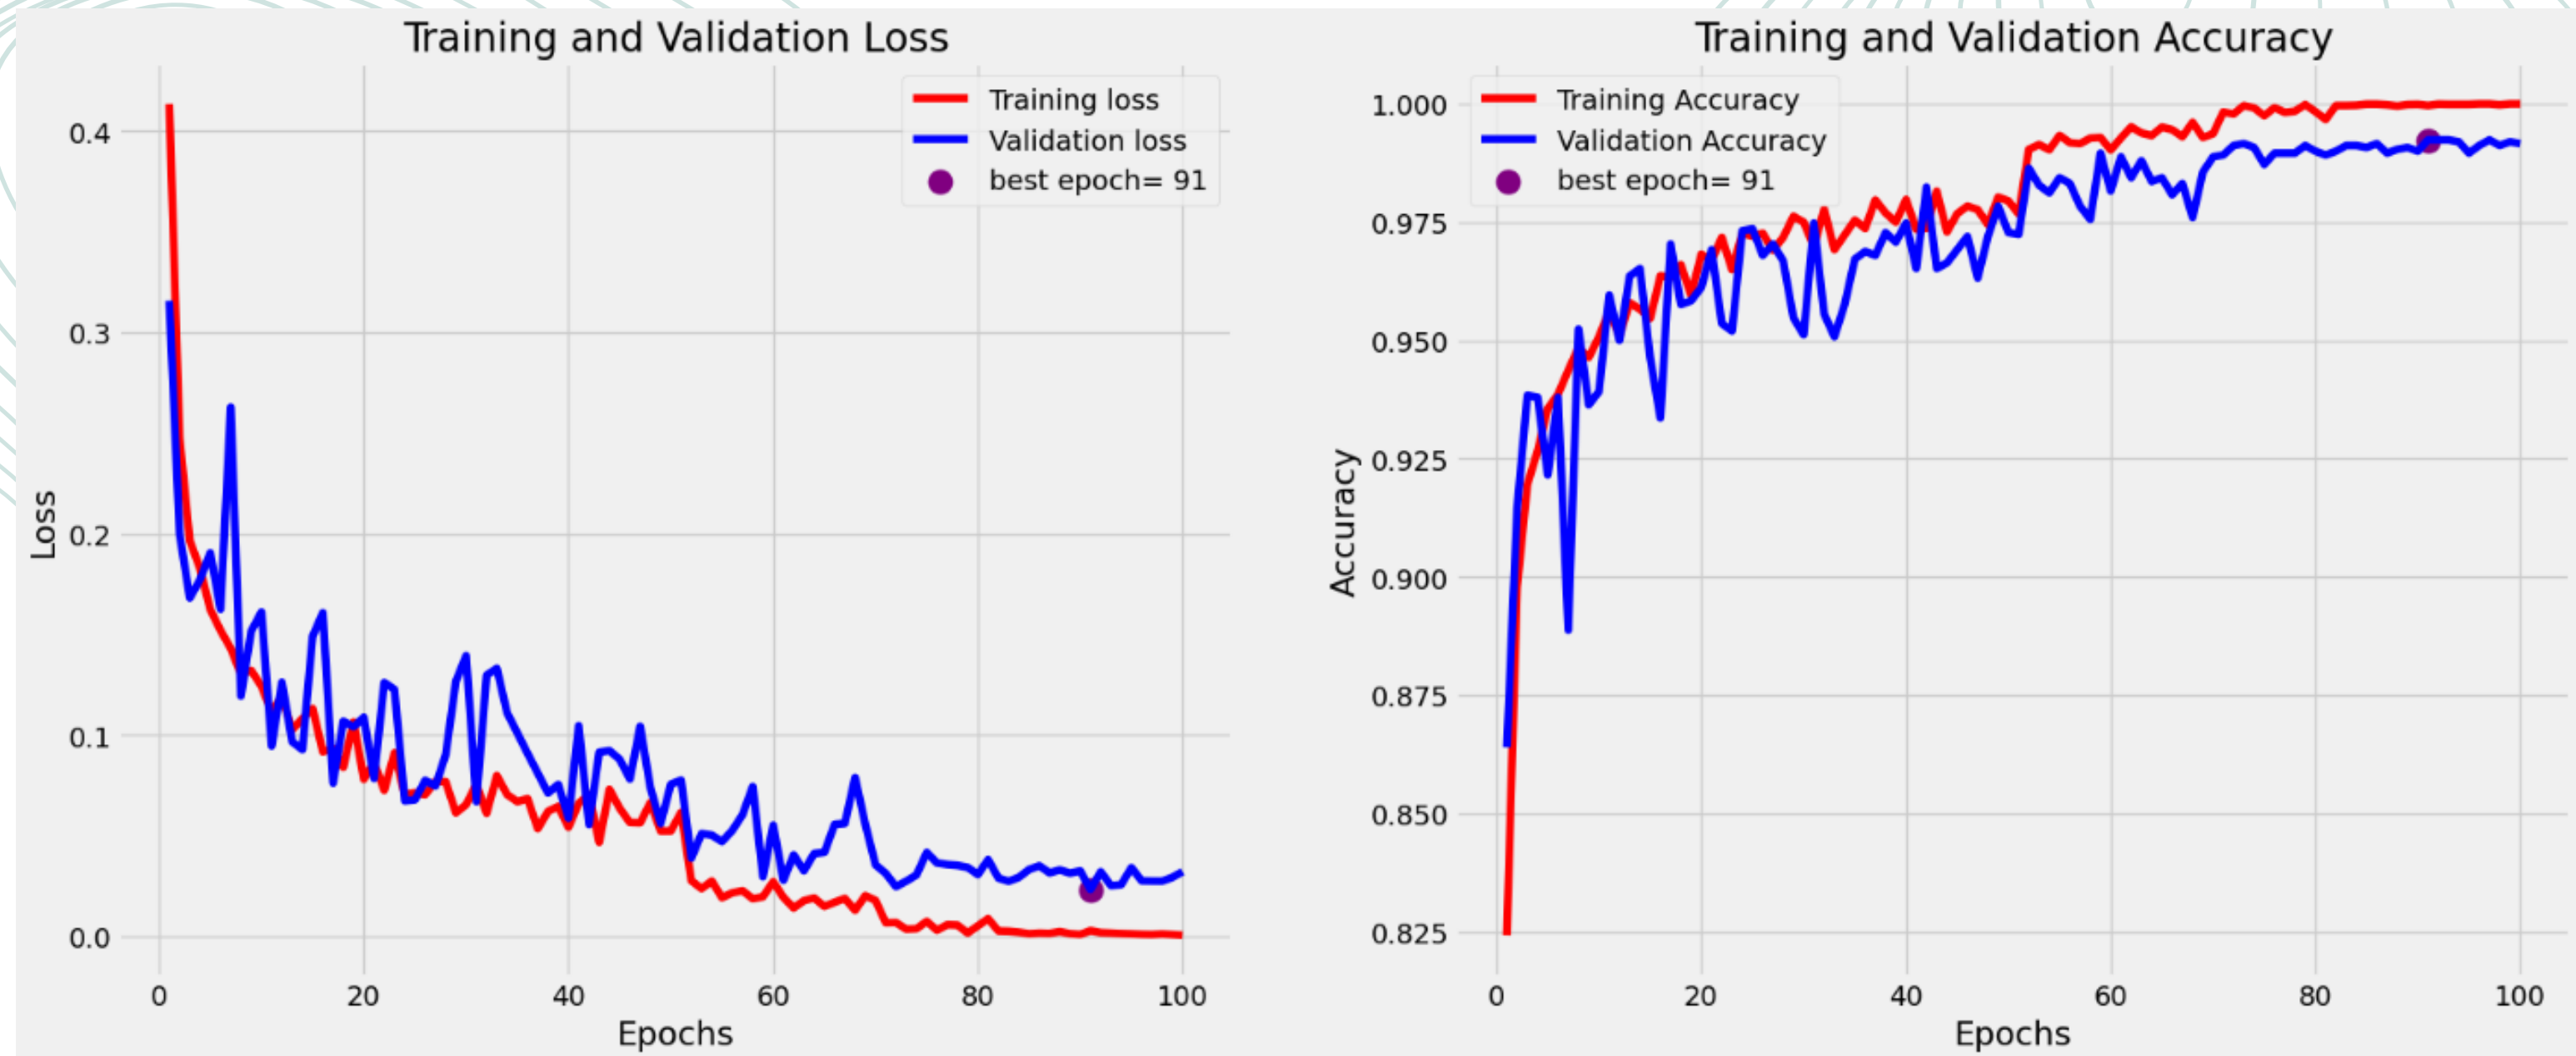 Training and Validation Loss
Training loss
Validation loss
best epoch= 91
0.4
0.3
0.2
0.1
0.0
Loss
0 20 40 60 80 100
Epochs
Training and Validation Accuracy
Training Accuracy
Validation Accuracy
best epoch= 91
1.000
0.975
0.950
0.925
0.900
0.875
0.850
0.825
Accuracy
0 20 40 60 80 100
Epochs